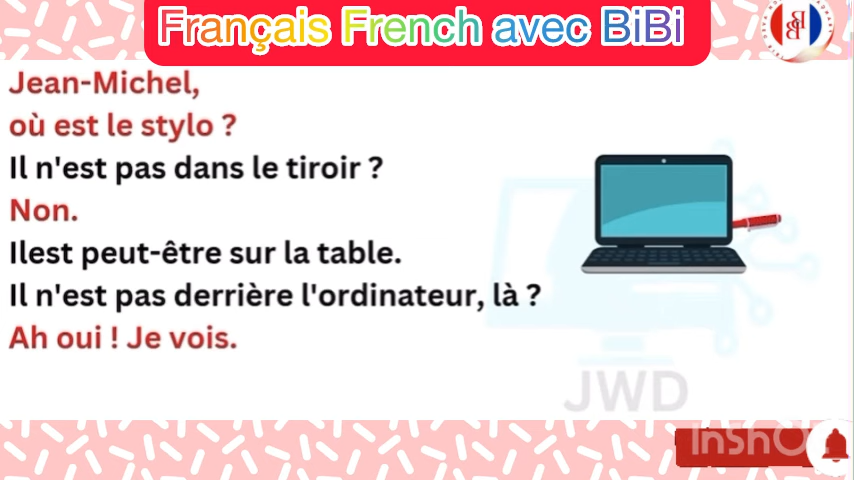 Français French avec BiBi
Jean-Michel,
où est le stylo ?
Il n'est pas dans le tiroir ?
Non.
Ilest peut-être sur la table.
Il n'est pas derrière l'ordinateur, là ?
Ah oui ! Je vois.
JWD